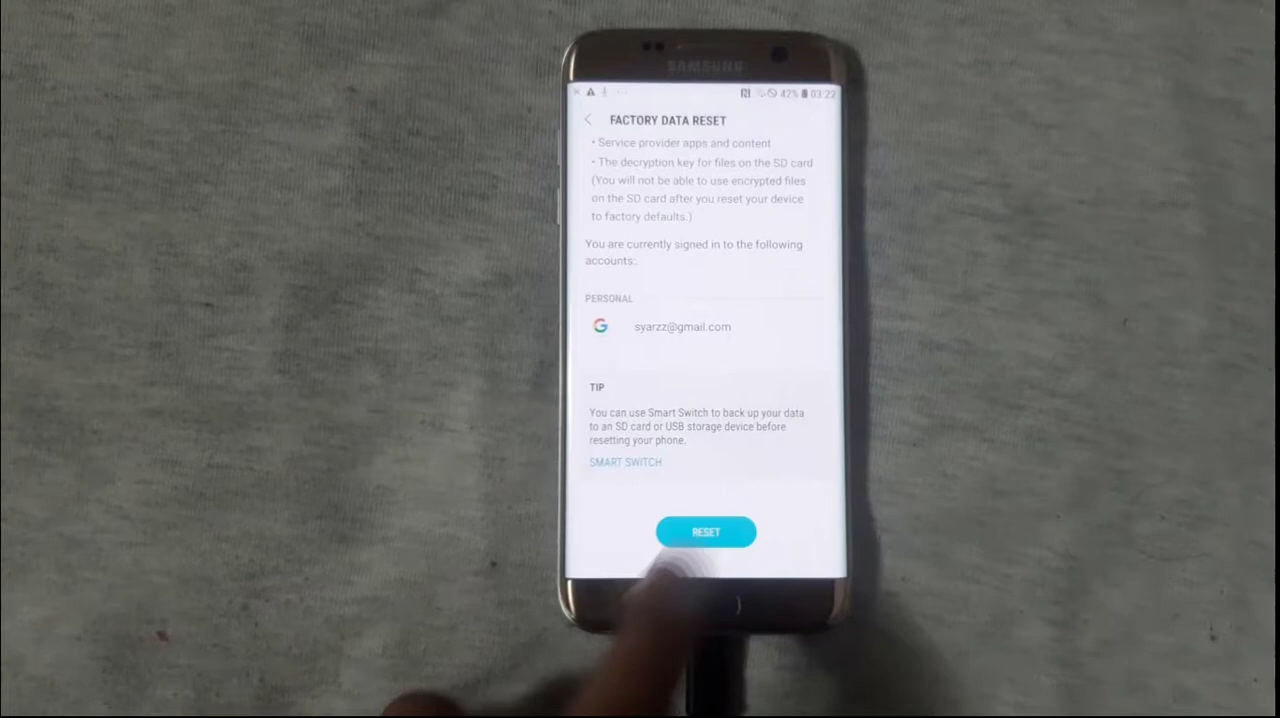 SAMSUNG
42% 03:22
FACTORY DATA RESET
• Service provider apps and content
• The decryption key for files on the SD card
(You will not be able to use encrypted files
on the SD card after you reset your device
to factory defaults.)
You are currently signed in to the following
accounts:.
PERSONAL
G syarzz@gmail.com
TIP
You can use Smart Switch to back up your data
to an SD card or USB storage device before
resetting your phone.
SMART SWITCH
RESET